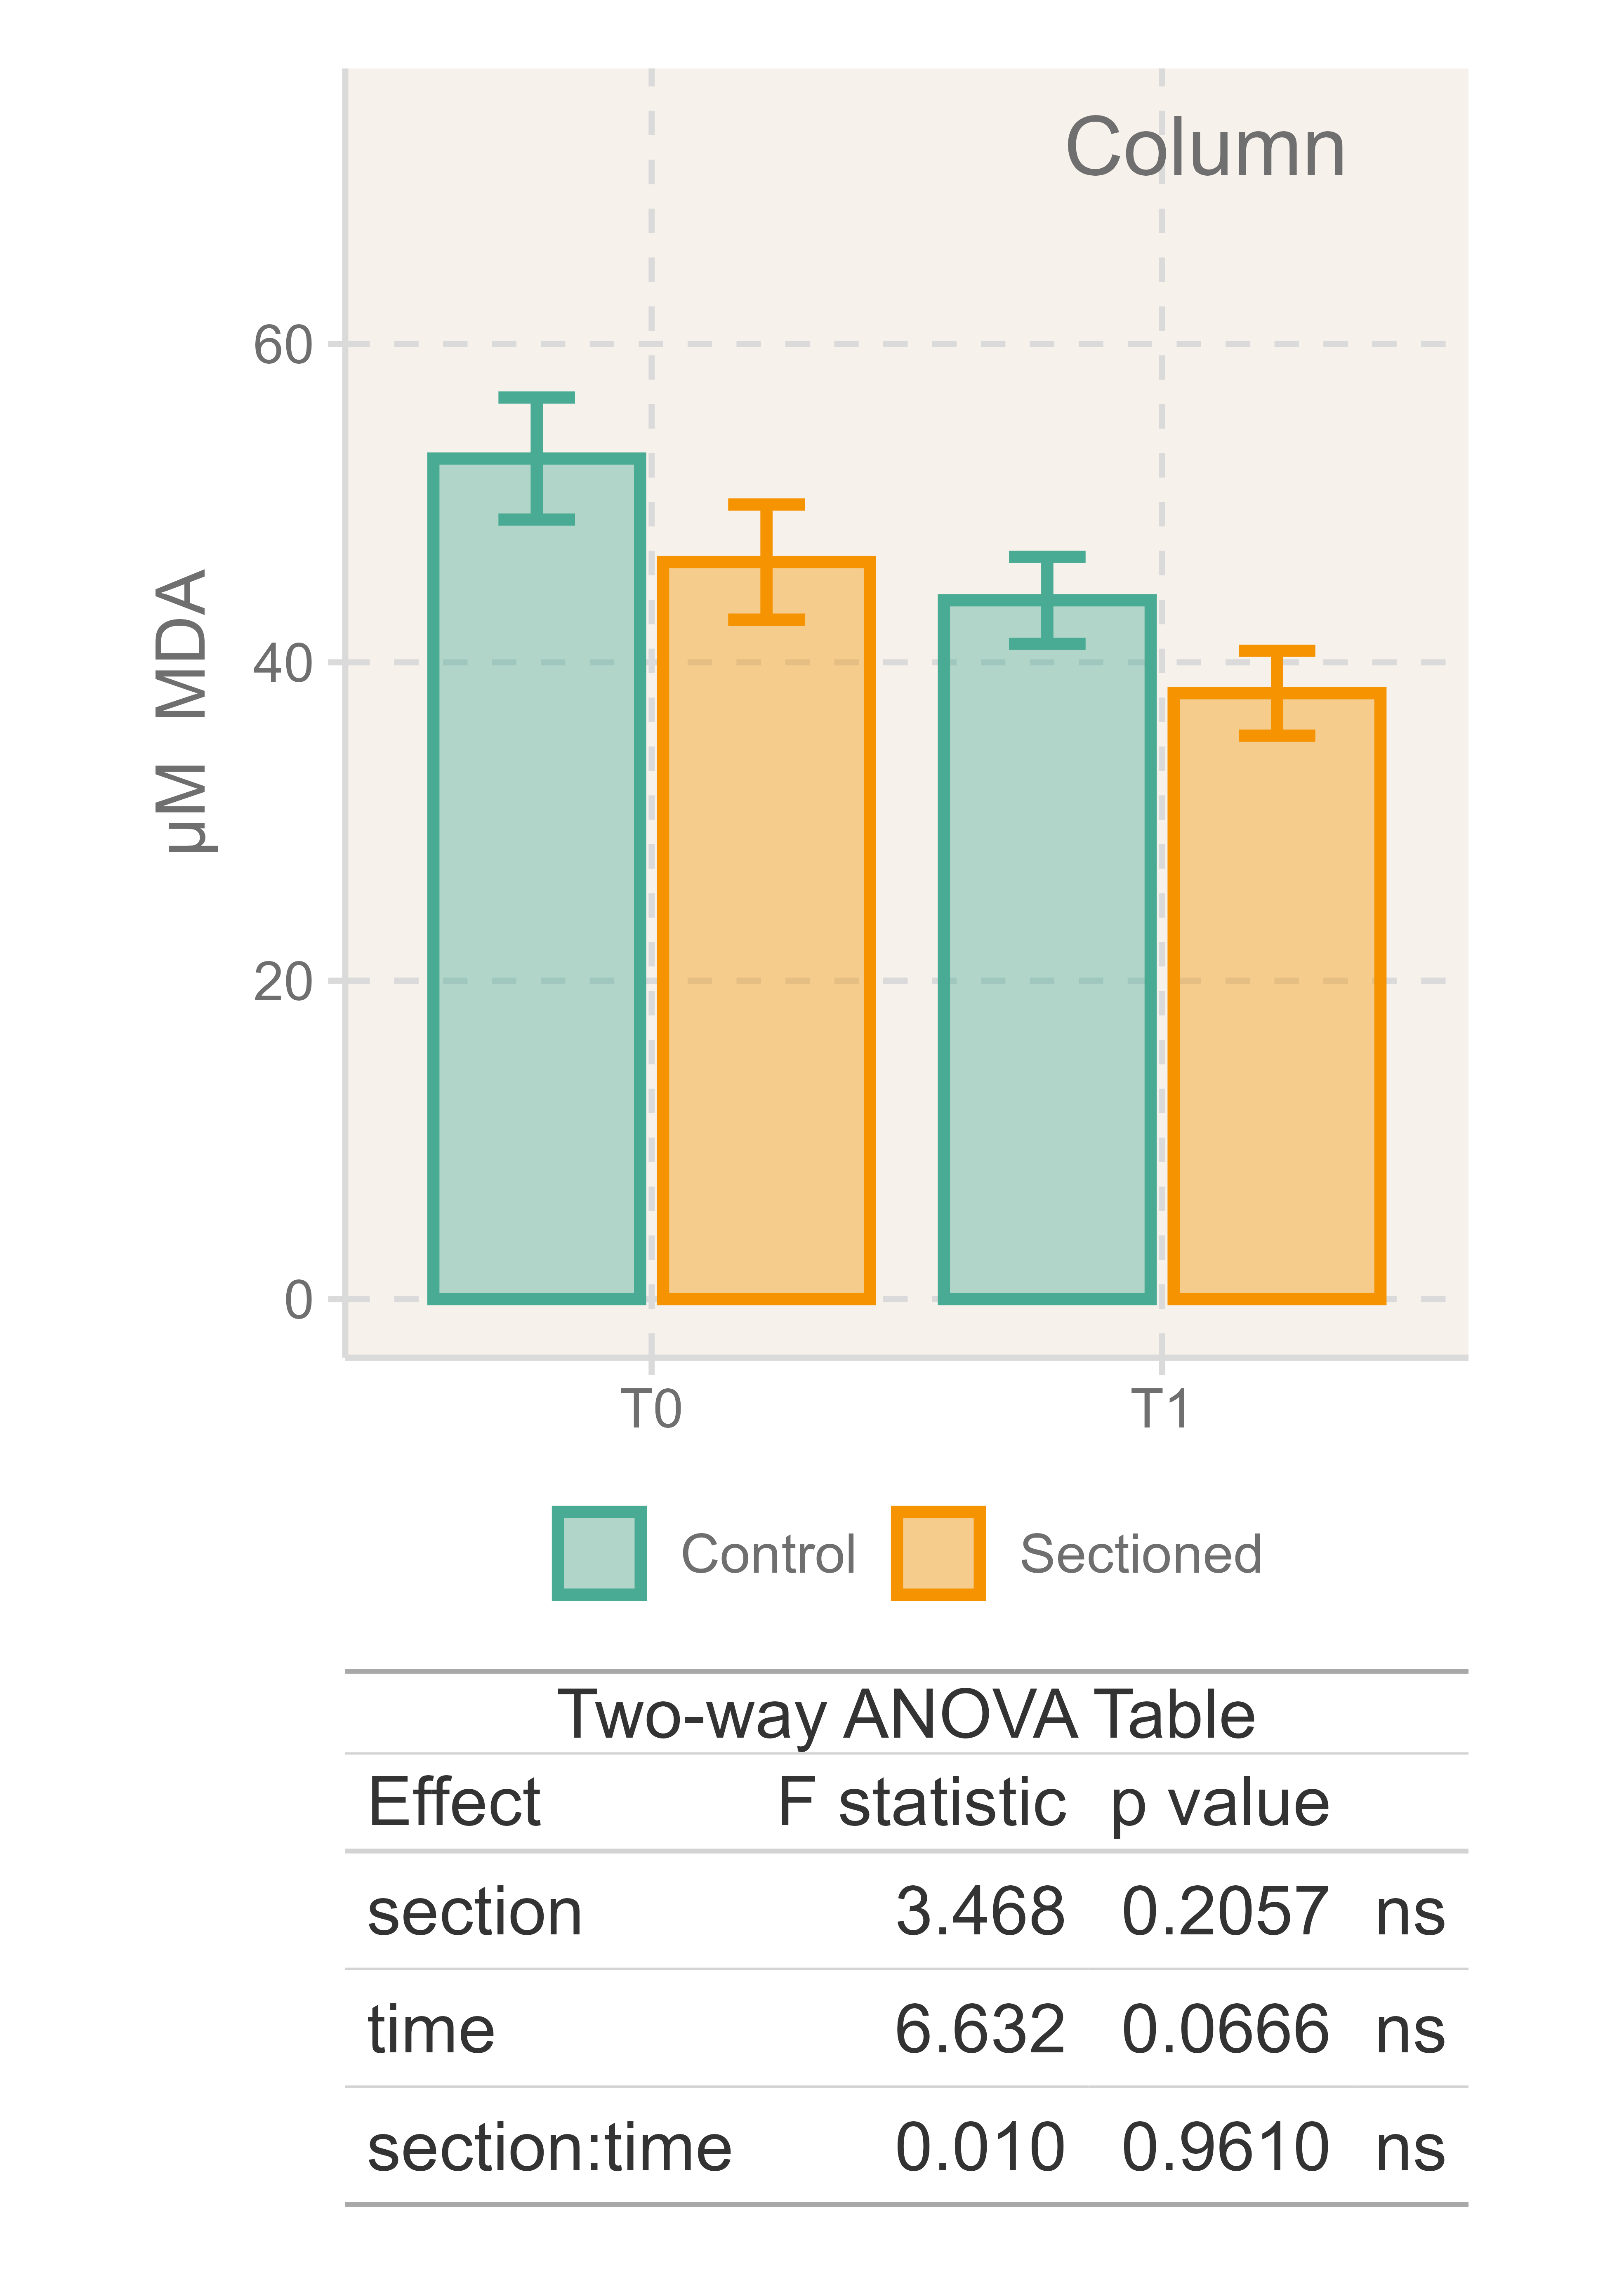 Column
µM MDA
60
40
20
0
T0 T1
Control Sectioned
Two-way ANOVA Table
Effect F statistic p value
section 3.468 0.2057 ns
time 6.632 0.0666 ns
section:time 0.010 0.9610 ns